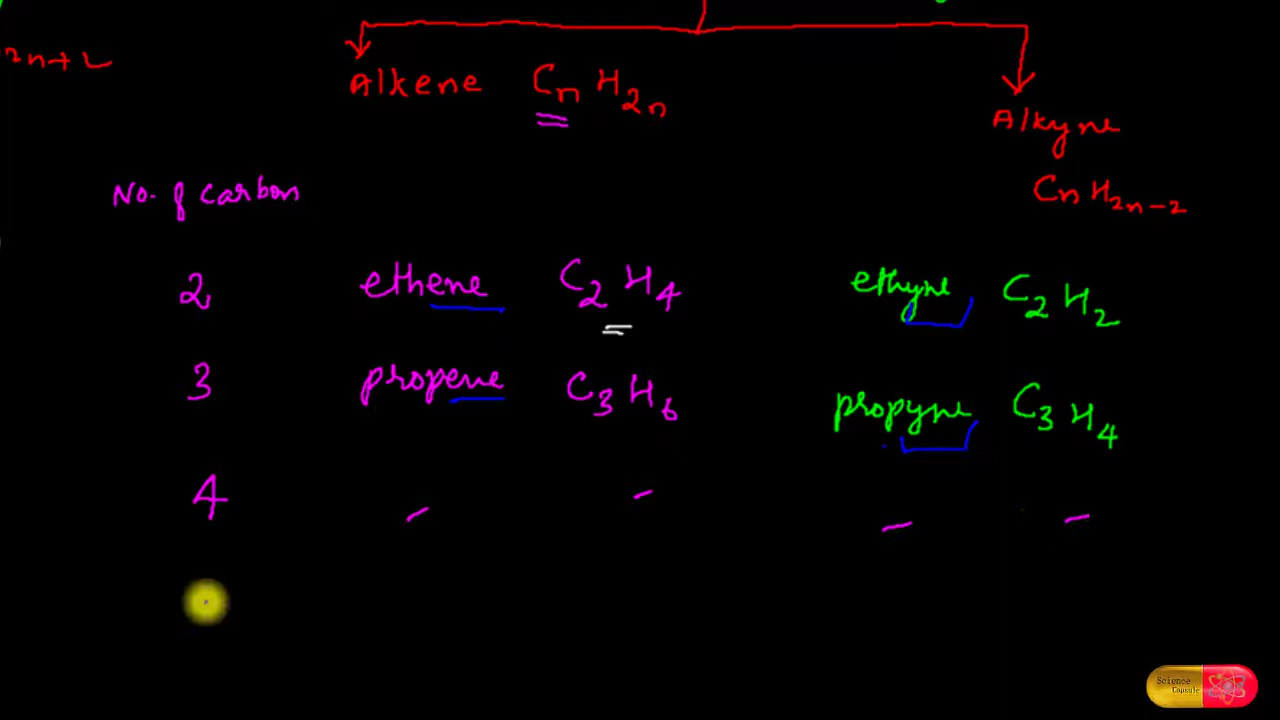 2n+2
Alkene CnH2n
Alkyne
CnH2n-2
No. of carbon
2 ethene C2H4 ethyne C2H2
3 propene C3H6 propyne C3H4
4 - - - -
Science
Capsule